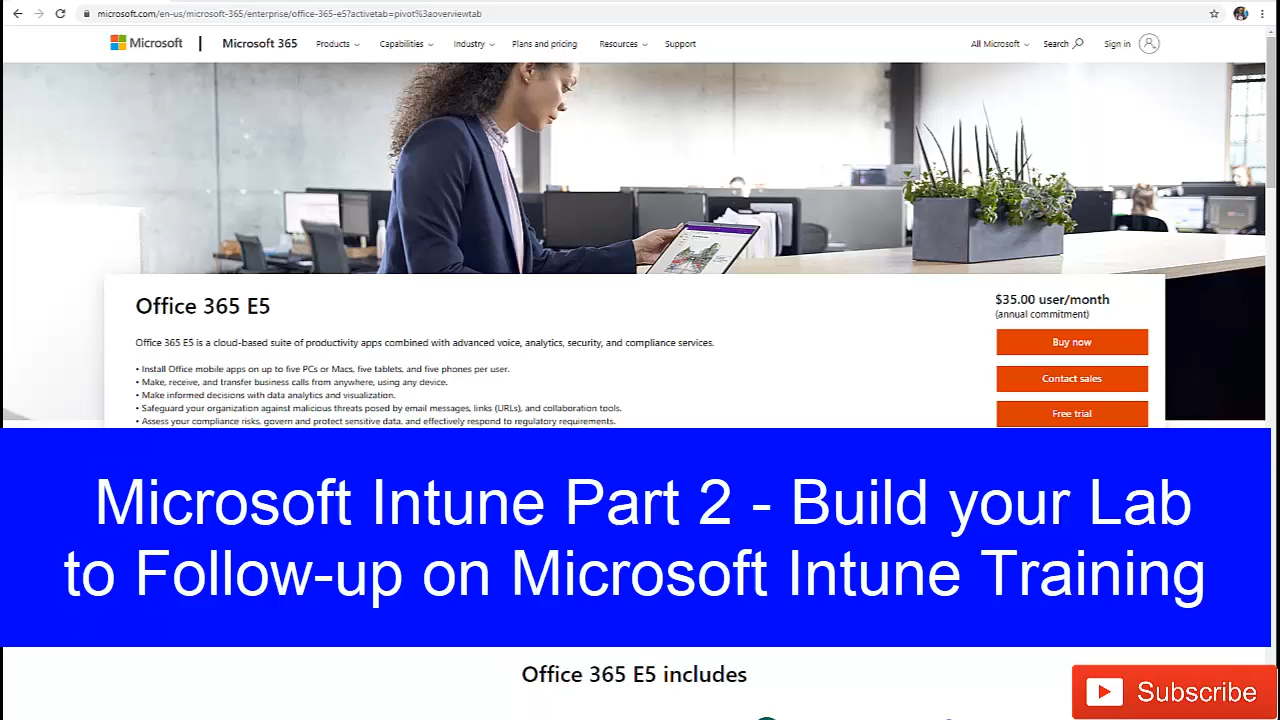 microsoft.com/en-us/microsoft-365/enterprise/office-365-e5?activetab=pivot%3aoverviewtab
Microsoft | Microsoft 365 Products Capabilities Industry Plans and pricing Resources Support All Microsoft Search Sign in
Office 365 E5
$35.00 user/month
(annual commitment)
Office 365 E5 is a cloud-based suite of productivity apps combined with advanced voice, analytics, security, and compliance services.
Buy now
• Install Office mobile apps on up to five PCs or Macs, five tablets, and five phones per user.
• Make, receive, and transfer business calls from anywhere, using any device.
Contact sales
• Make informed decisions with data analytics and visualization.
• Safeguard your organization against malicious threats posed by email messages, links (URLs), and collaboration tools.
Free trial
• Assess your compliance risks, govern and protect sensitive data, and effectively respond to regulatory requirements.
Microsoft Intune Part 2 - Build your Lab
to Follow-up on Microsoft Intune Training
Office 365 E5 includes
Subscribe